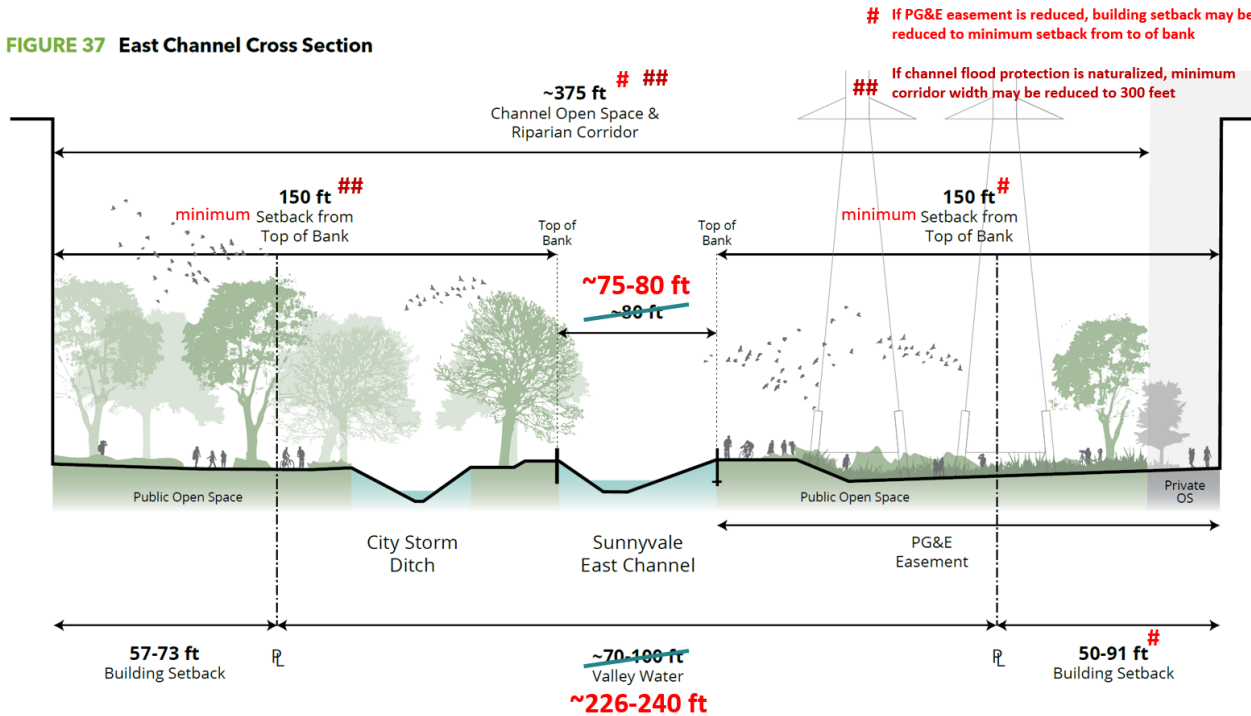 FIGURE 37 East Channel Cross Section
# If PG&E easement is reduced, building setback may be
reduced to minimum setback from to of bank
## If channel flood protection is naturalized, minimum
corridor width may be reduced to 300 feet
~375 ft # ##
Channel Open Space &
Riparian Corridor
150 ft ##
minimum Setback from
Top of Bank
Top of
Bank
Top of
Bank
150 ft #
minimum Setback from
Top of Bank
~75-80 ft
~80 ft
Public Open Space
Public Open Space
Private
OS
City Storm
Ditch
Sunnyvale
East Channel
PG&E
Easement
57-73 ft
Building Setback
PL
~70-100 ft
Valley Water
~226-240 ft
PL
50-91 ft #
Building Setback